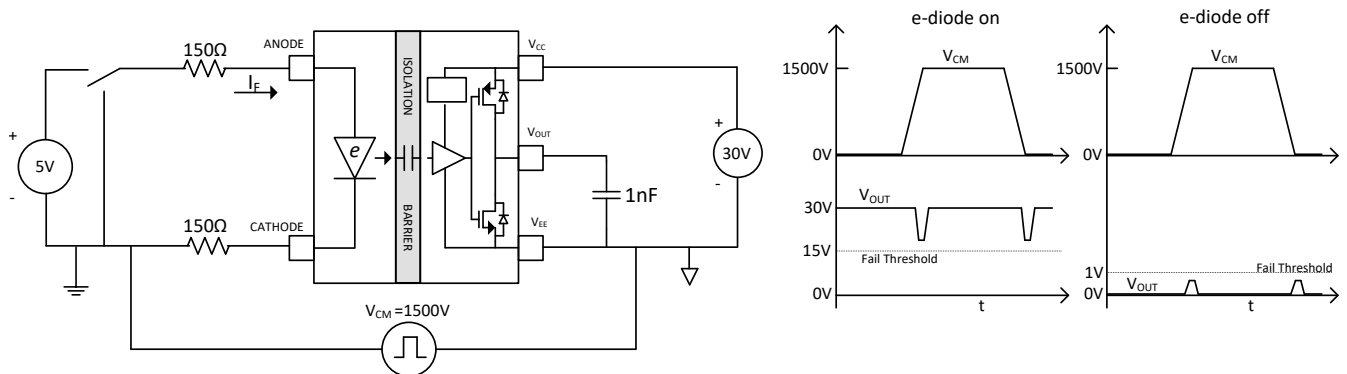 150Ω
ANODE
I_F
+
5V
-
150Ω
CATHODE
e
ISOLATION
BARRIER
V_CC
V_OUT
V_EE
1nF
+
30V
-
V_CM =1500V
e-diode on
1500V
V_CM
0V
30V
V_OUT
15V
Fail Threshold
0V
t
e-diode off
1500V
V_CM
0V
1V
Fail Threshold
V_OUT
0V
t